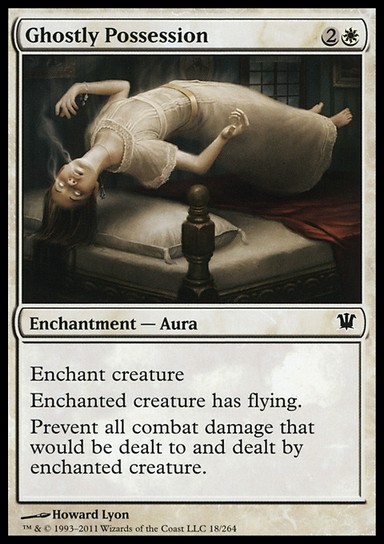 Ghostly Possession 2
Enchantment — Aura
Enchant creature
Enchanted creature has flying.
Prevent all combat damage that
would be dealt to and dealt by
enchanted creature.
Howard Lyon
™ & © 1993–2011 Wizards of the Coast LLC 18/264